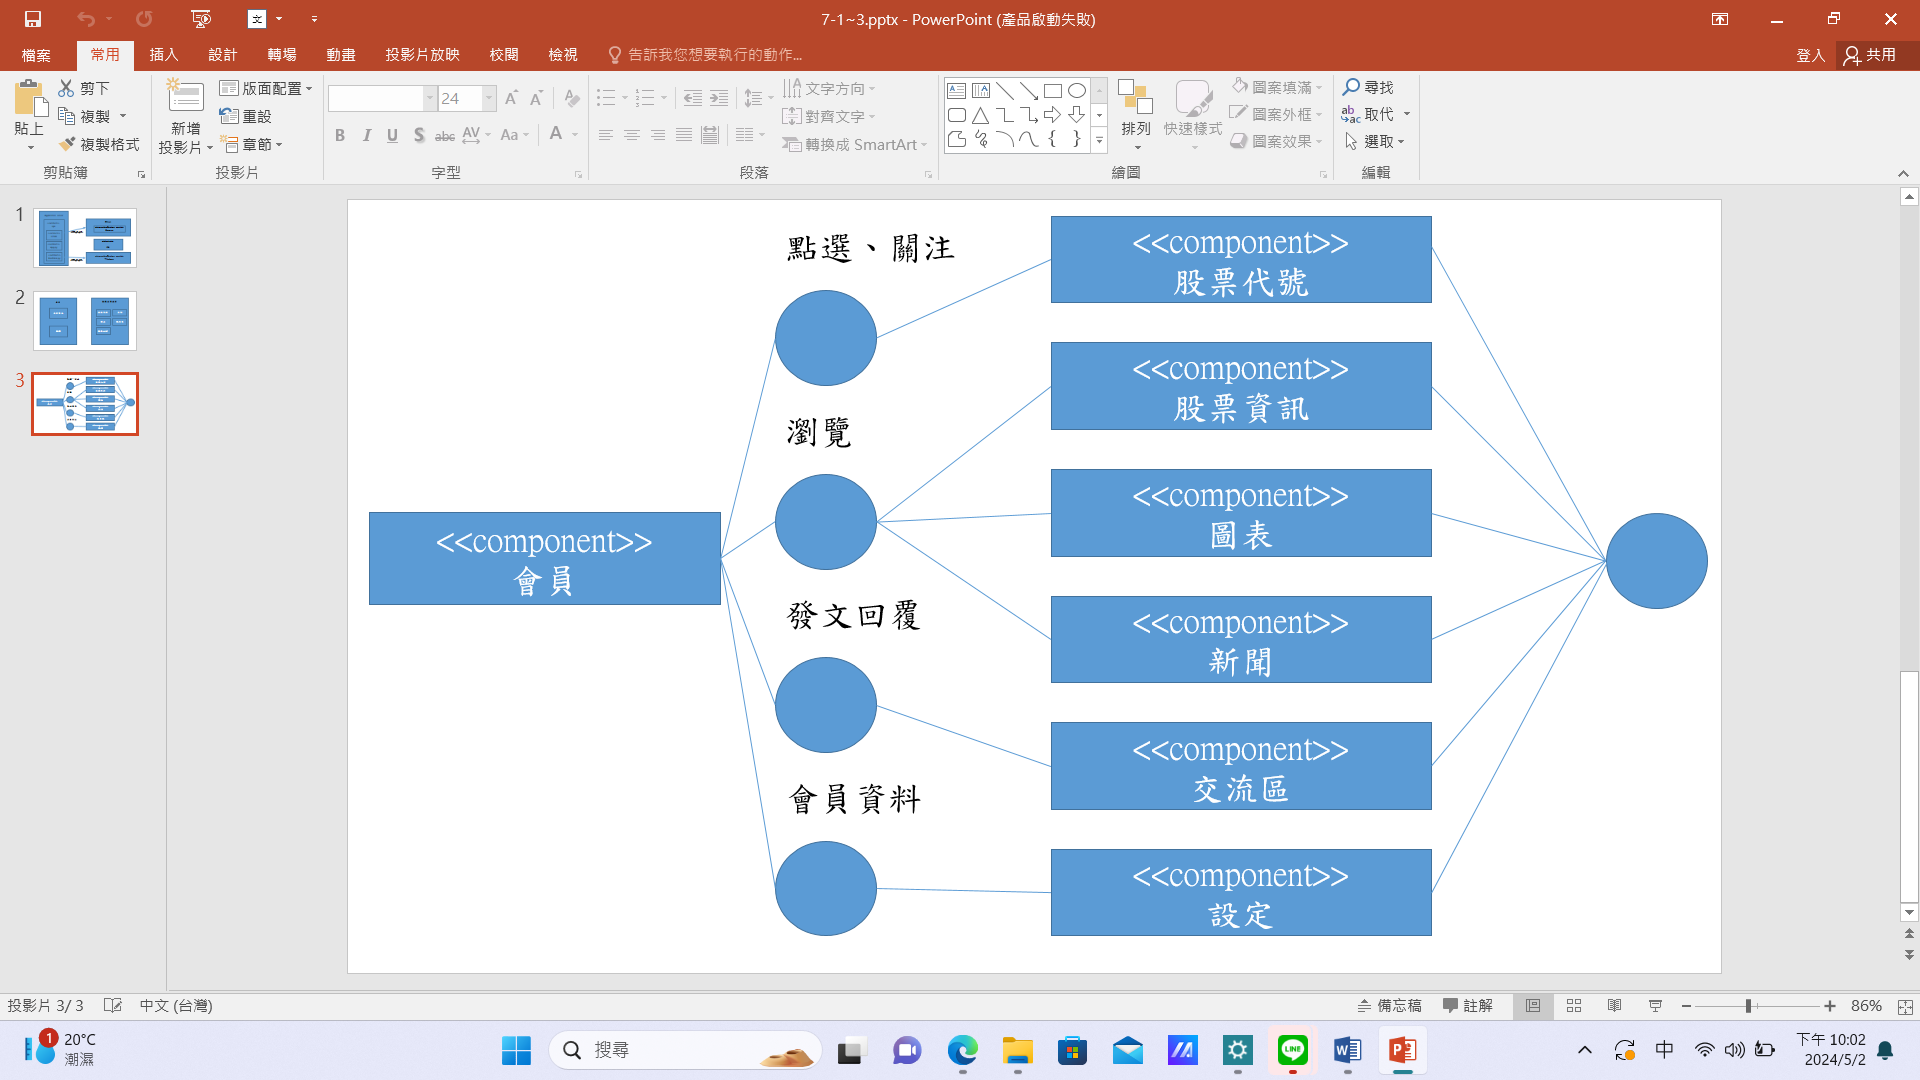 7-1~3.pptx - PowerPoint (產品啟動失敗)
檔案 常用 插入 設計 轉場 動畫 投影片放映 校閱 檢視 告訴我您想要執行的動作... 登入 共用
貼上
剪下
複製
複製格式
剪貼簿
新增
投影片
版面配置
重設
章節
投影片
24
B I U S abc AV Aa A
字型
文字方向
對齊文字
轉換成 SmartArt
段落
排列
快速樣式
圖案填滿
圖案外框
圖案效果
繪圖
尋找
取代
選取
編輯
1
2
3
點選、關注
瀏覽
發文回覆
會員資料
<<component>>
會員
<<component>>
股票代號
<<component>>
股票資訊
<<component>>
圖表
<<component>>
新聞
<<component>>
交流區
<<component>>
設定
投影片 3/ 3 中文 (台灣) 備忘稿 註解 86%
1
20°C
潮濕
搜尋
中
下午 10:02
2024/5/2